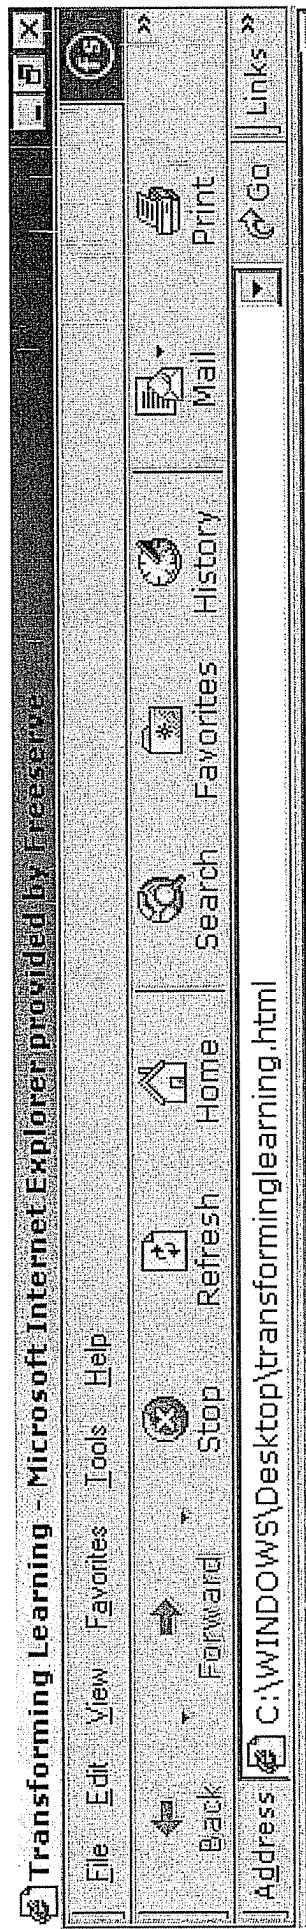 Transforming Learning - Microsoft Internet Explorer provided by Freeserve
File Edit View Favorites Tools Help
fs
Back Forward Stop Refresh Home Search Favorites History Mail Print »
Address C:\WINDOWS\Desktop\transforminglearning.html Go Links »